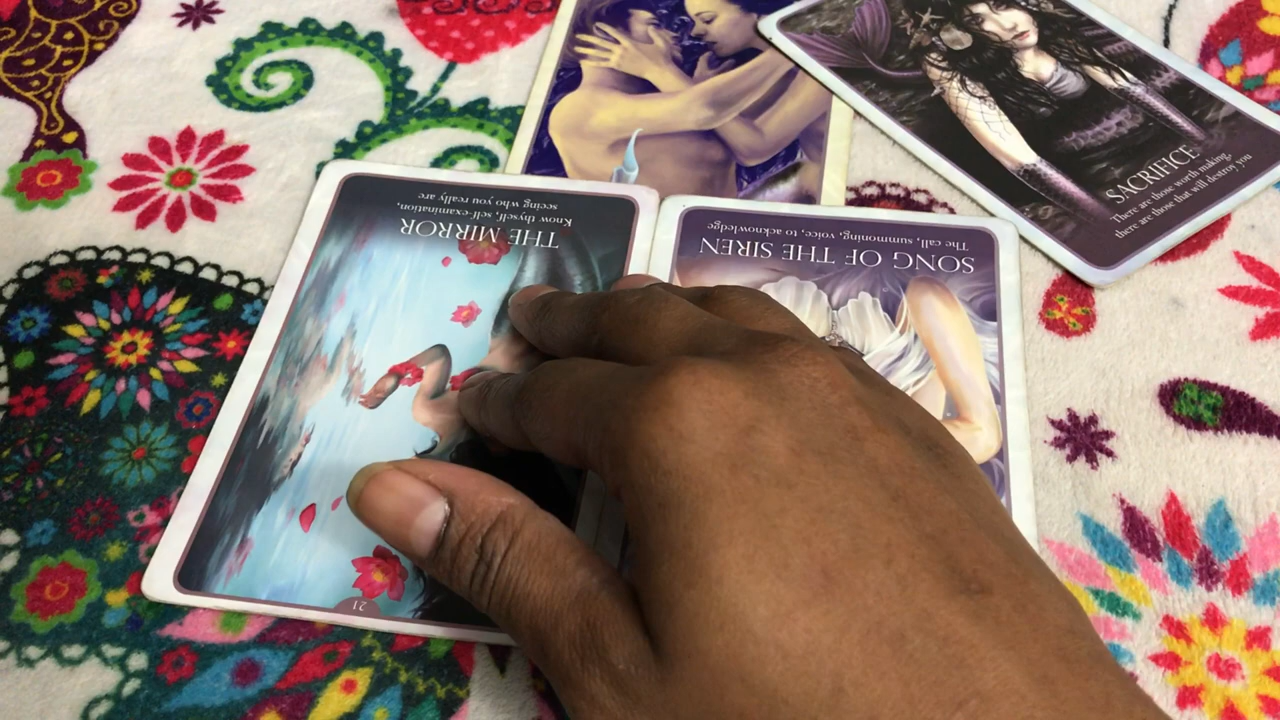 21
THE MIRROR
Know thyself, self-examination,
seeing who you really are
SONG OF THE SIREN
The call, summoning, voice, to acknowledge
SACRIFICE
There are those worth making,
there are those that will destroy you